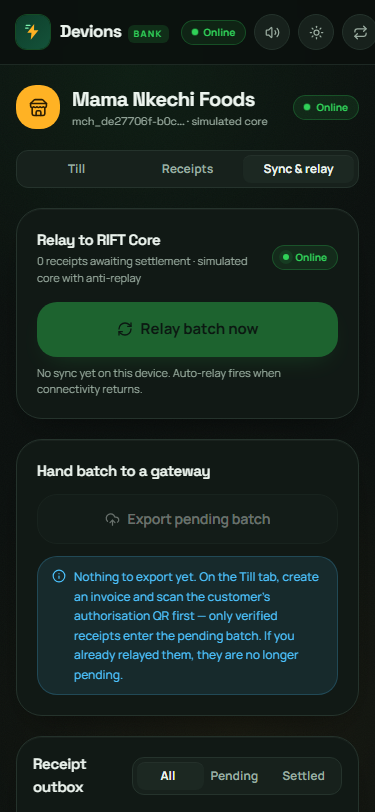 Devions BANK Online
Mama Nkechi Foods
mch_de27706f-b0c... · simulated
Online
Till Receipts Sync & relay
Relay to RIFT Core
0 receipts awaiting settlement · simulated
core with anti-replay
Online
Relay batch now
No sync yet on this device. Auto-relay fires when
connectivity returns.
Hand batch to a gateway
Export pending batch
Nothing to export yet. On the Till tab, create
an invoice and scan the customer's
authorisation QR first — only verified
receipts enter the pending batch. If you
already relayed them, they are no longer
pending.
Receipt
outbox
All Pending Settled